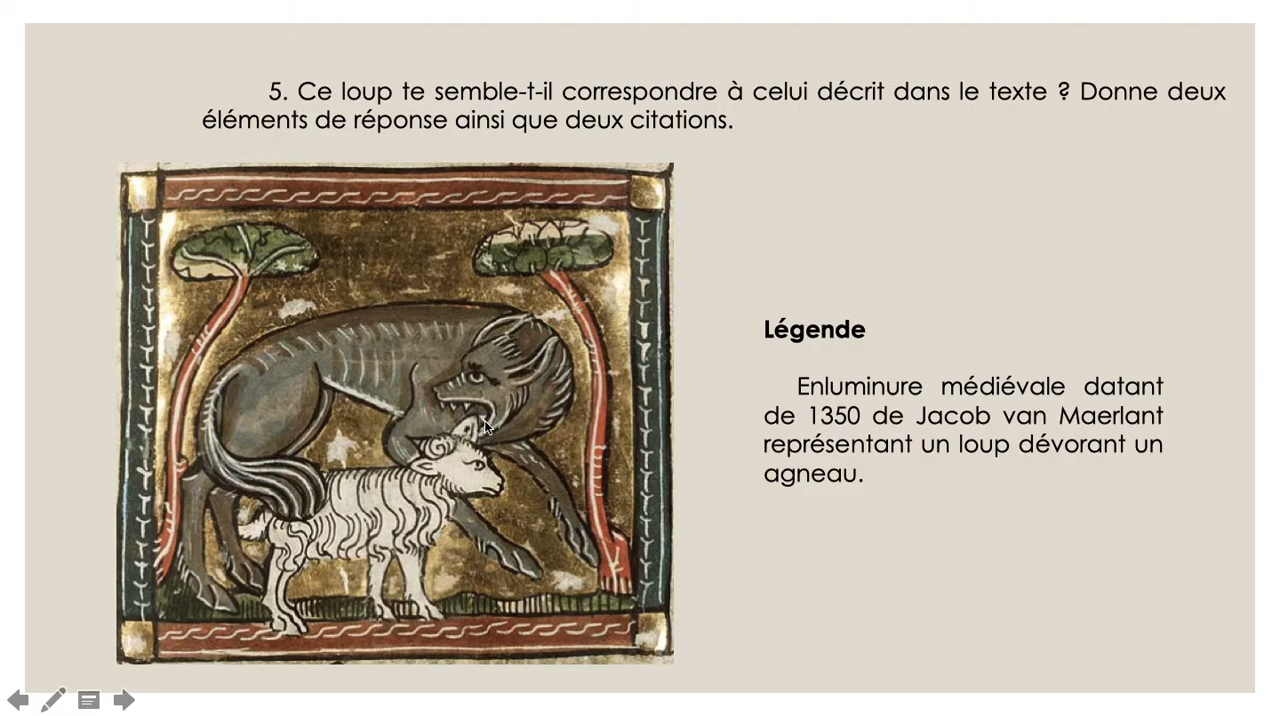 5. Ce loup te semble-t-il correspondre à celui décrit dans le texte ? Donne deux
éléments de réponse ainsi que deux citations.
Légende
Enluminure médiévale datant
de 1350 de Jacob van Maerlant
représentant un loup dévorant un
agneau.